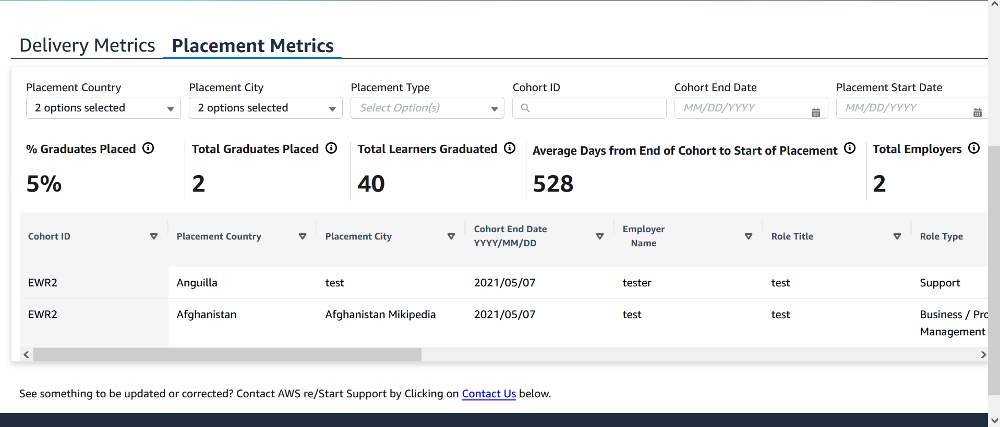 Delivery Metrics Placement Metrics
Placement Country Placement City Placement Type Cohort ID Cohort End Date Placement Start Date
2 options selected 2 options selected Select Option(s) MM/DD/YYYY MM/DD/YYYY
% Graduates Placed Total Graduates Placed Total Learners Graduated Average Days from End of Cohort to Start of Placement Total Employers
5% 2 40 528 2
Cohort ID Placement Country Placement City Cohort End Date YYYY/MM/DD Employer Name Role Title Role Type
EWR2 Anguilla test 2021/05/07 tester test Support
EWR2 Afghanistan Afghanistan Mikipedia 2021/05/07 test test Business / Pro
Management
See something to be updated or corrected? Contact AWS re/Start Support by Clicking on Contact Us below.